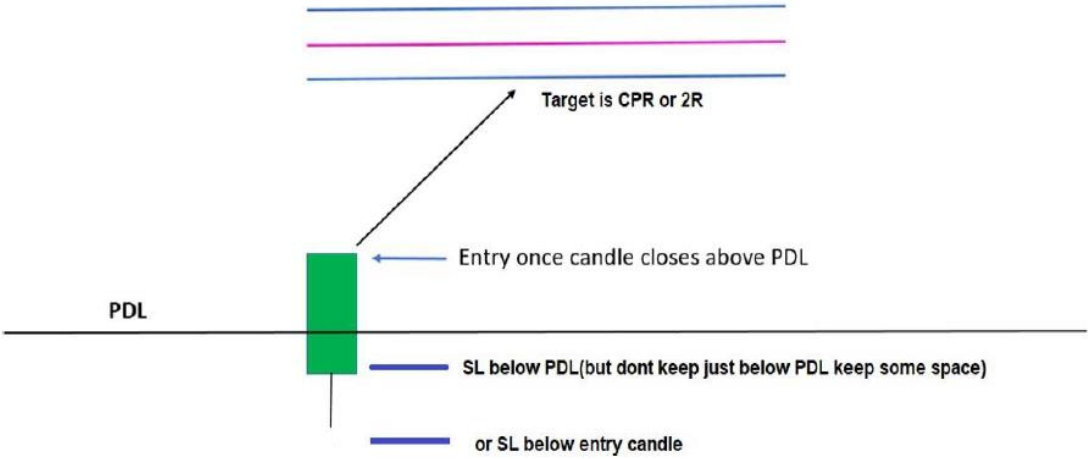 Target is CPR or 2R
Entry once candle closes above PDL
PDL
SL below PDL(but dont keep just below PDL keep some space)
or SL below entry candle